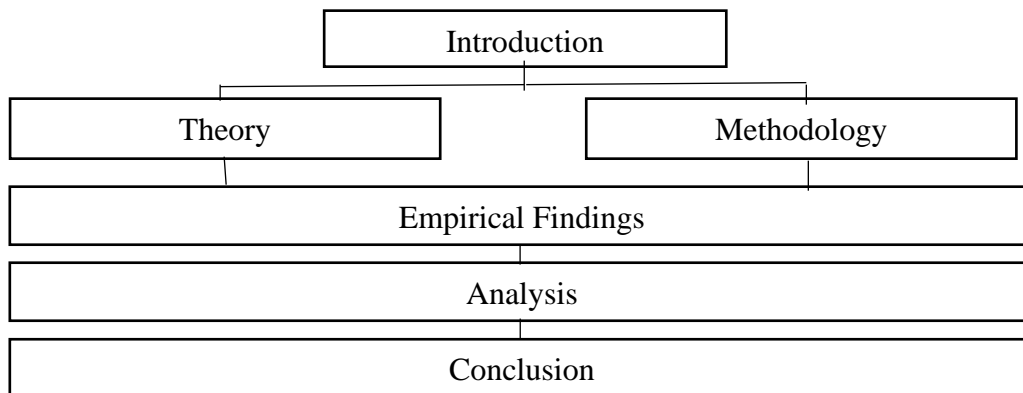 Introduction
Theory
Methodology
Empirical Findings
Analysis
Conclusion